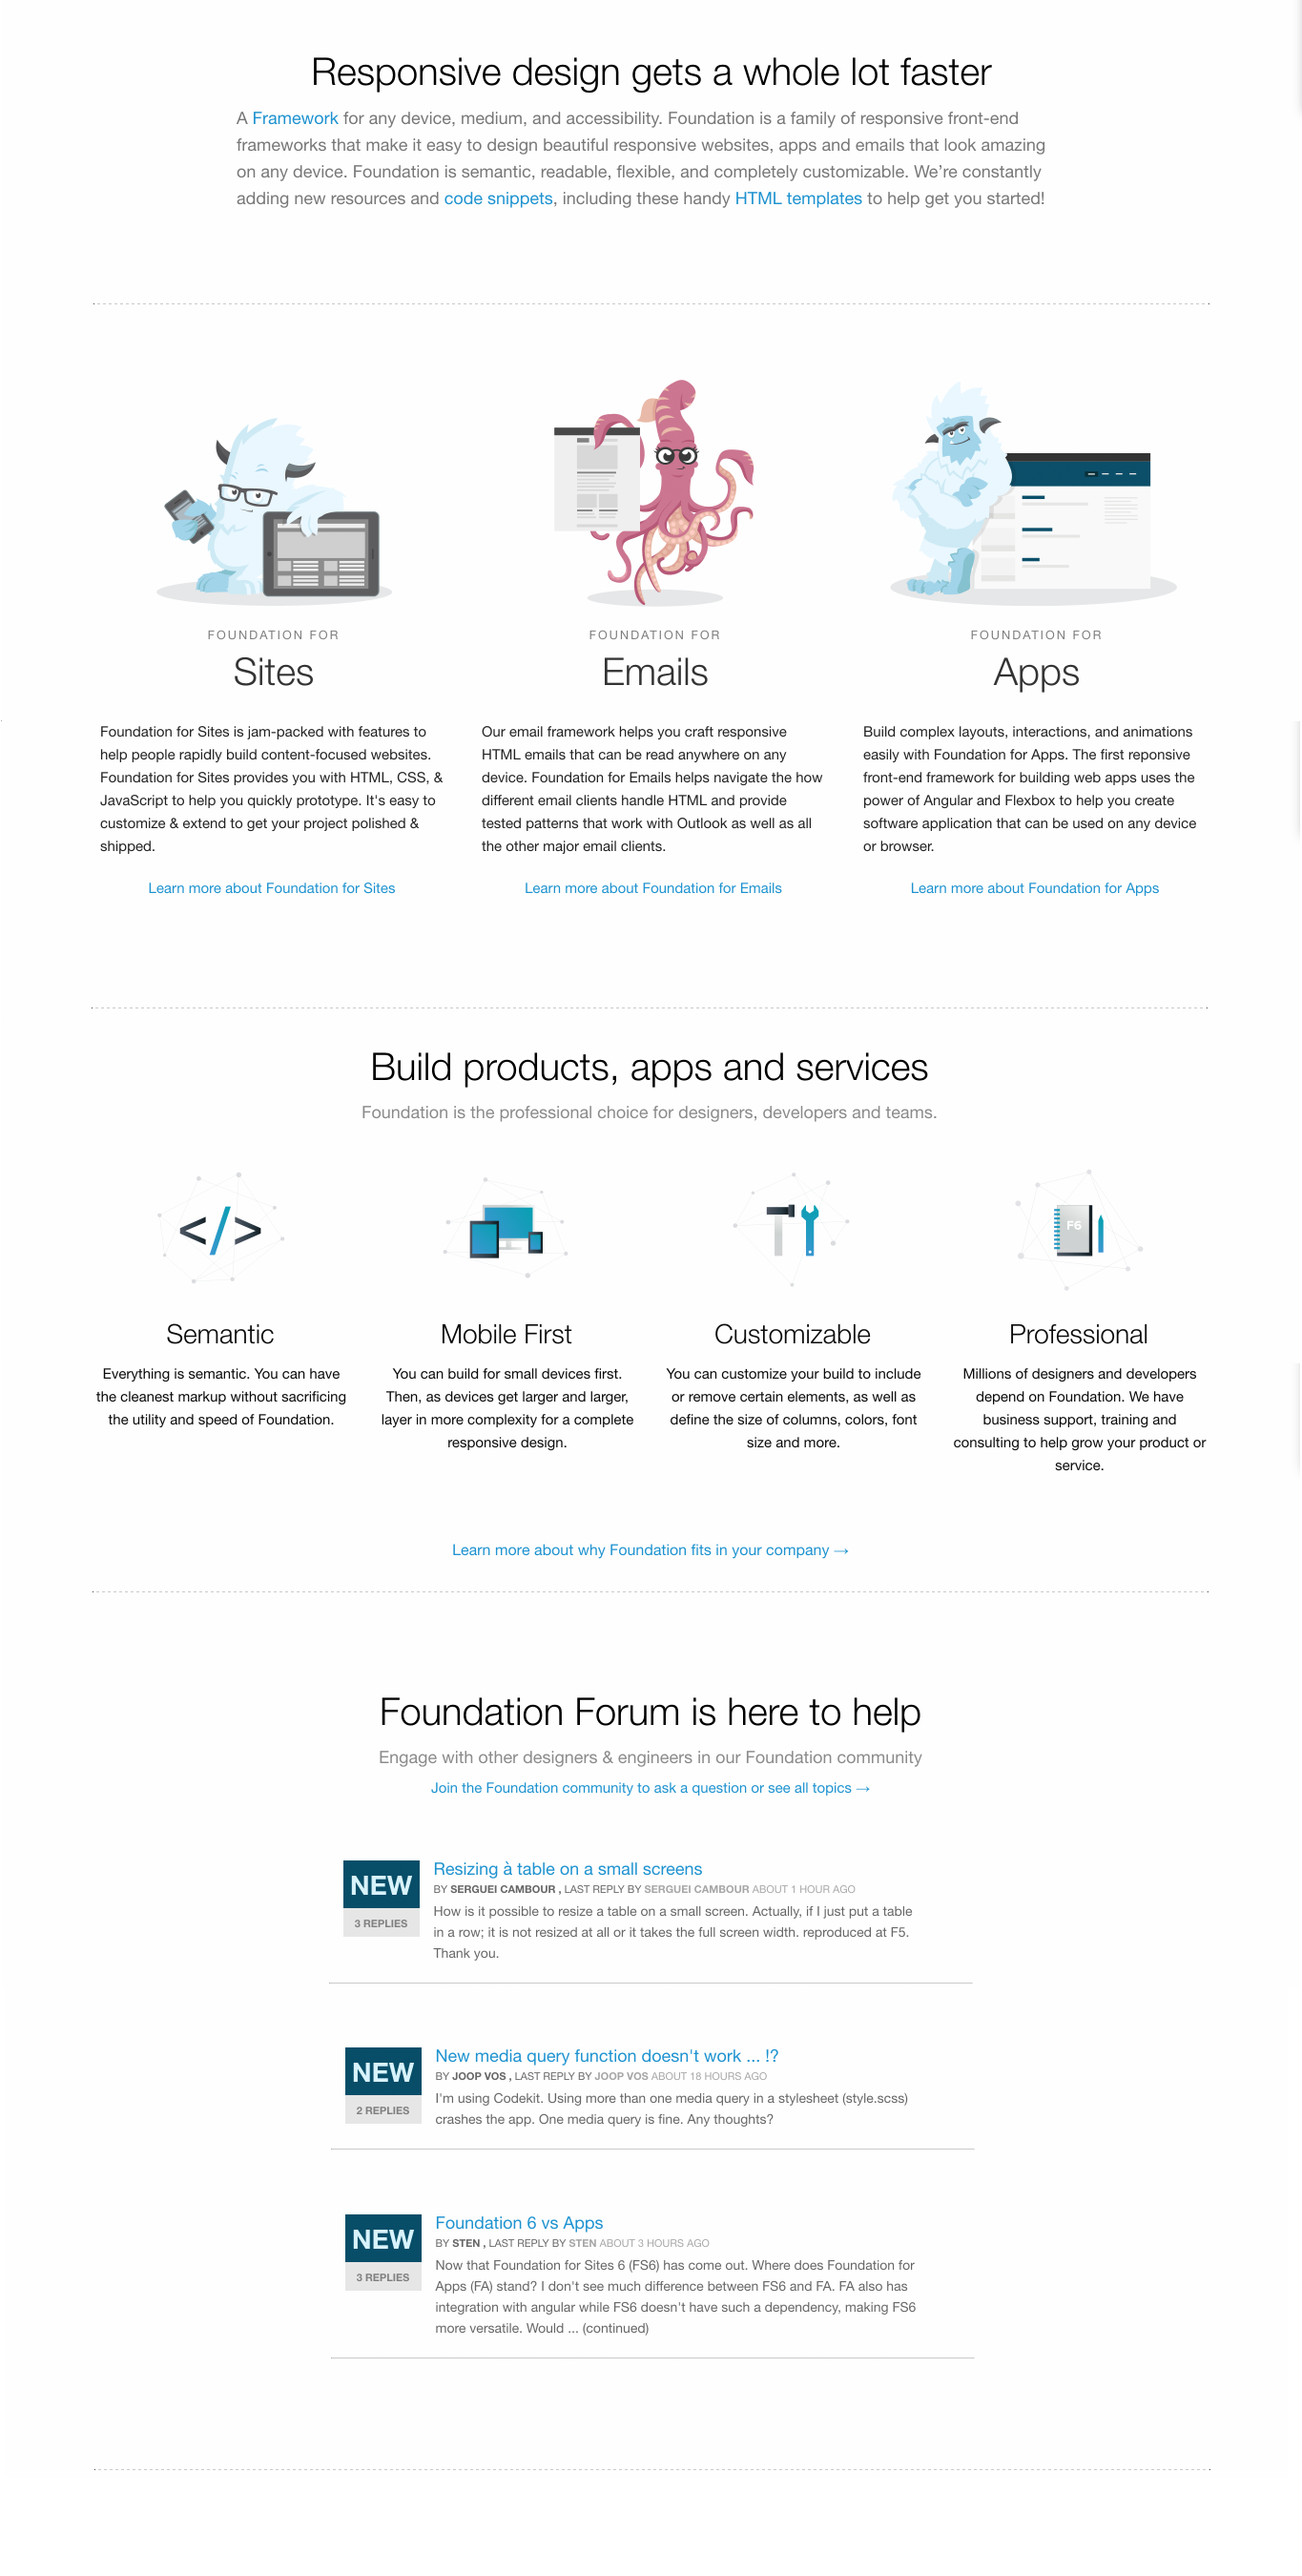 Responsive design gets a whole lot faster
A Framework for any device, medium, and accessibility. Foundation is a family of responsive front-end
frameworks that make it easy to design beautiful responsive websites, apps and emails that look amazing
on any device. Foundation is semantic, readable, flexible, and completely customizable. We’re constantly
adding new resources and code snippets, including these handy HTML templates to help get you started!
FOUNDATION FOR
Sites
Foundation for Sites is jam-packed with features to
help people rapidly build content-focused websites.
Foundation for Sites provides you with HTML, CSS, &
JavaScript to help you quickly prototype. It's easy to
customize & extend to get your project polished &
shipped.
Learn more about Foundation for Sites
FOUNDATION FOR
Emails
Our email framework helps you craft responsive
HTML emails that can be read anywhere on any
device. Foundation for Emails helps navigate the how
different email clients handle HTML and provide
tested patterns that work with Outlook as well as all
the other major email clients.
Learn more about Foundation for Emails
FOUNDATION FOR
Apps
Build complex layouts, interactions, and animations
easily with Foundation for Apps. The first reponsive
front-end framework for building web apps uses the
power of Angular and Flexbox to help you create
software application that can be used on any device
or browser.
Learn more about Foundation for Apps
Build products, apps and services
Foundation is the professional choice for designers, developers and teams.
</>
Semantic
Everything is semantic. You can have
the cleanest markup without sacrificing
the utility and speed of Foundation.
Mobile First
You can build for small devices first.
Then, as devices get larger and larger,
layer in more complexity for a complete
responsive design.
Customizable
You can customize your build to include
or remove certain elements, as well as
define the size of columns, colors, font
size and more.
F6
Professional
Millions of designers and developers
depend on Foundation. We have
business support, training and
consulting to help grow your product or
service.
Learn more about why Foundation fits in your company →
Foundation Forum is here to help
Engage with other designers & engineers in our Foundation community
Join the Foundation community to ask a question or see all topics →
NEW
3 REPLIES
Resizing à table on a small screens
BY SERGUEI CAMBOUR , LAST REPLY BY SERGUEI CAMBOUR ABOUT 1 HOUR AGO
How is it possible to resize a table on a small screen. Actually, if I just put a table
in a row; it is not resized at all or it takes the full screen width. reproduced at F5.
Thank you.
NEW
2 REPLIES
New media query function doesn't work ... !?
BY JOOP VOS , LAST REPLY BY JOOP VOS ABOUT 18 HOURS AGO
I'm using Codekit. Using more than one media query in a stylesheet (style.scss)
crashes the app. One media query is fine. Any thoughts?
NEW
3 REPLIES
Foundation 6 vs Apps
BY STEN , LAST REPLY BY STEN ABOUT 3 HOURS AGO
Now that Foundation for Sites 6 (FS6) has come out. Where does Foundation for
Apps (FA) stand? I don't see much difference between FS6 and FA. FA also has
integration with angular while FS6 doesn't have such a dependency, making FS6
more versatile. Would ... (continued)